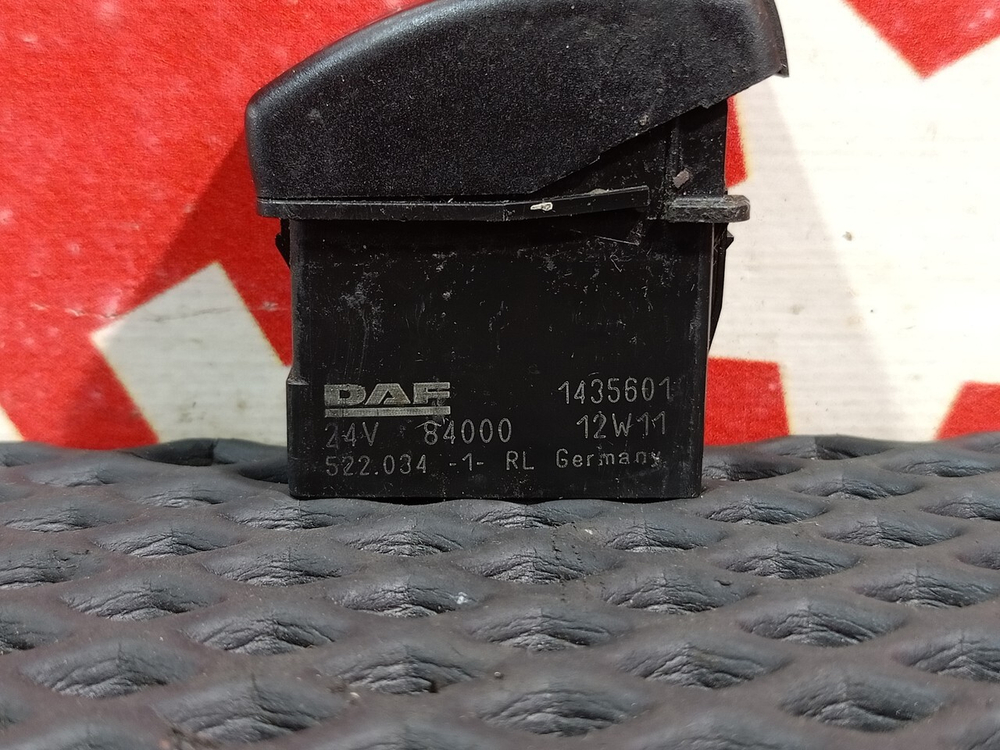 DAF 1435601
24V 84000 12W11
522.034 -1- RL Germany